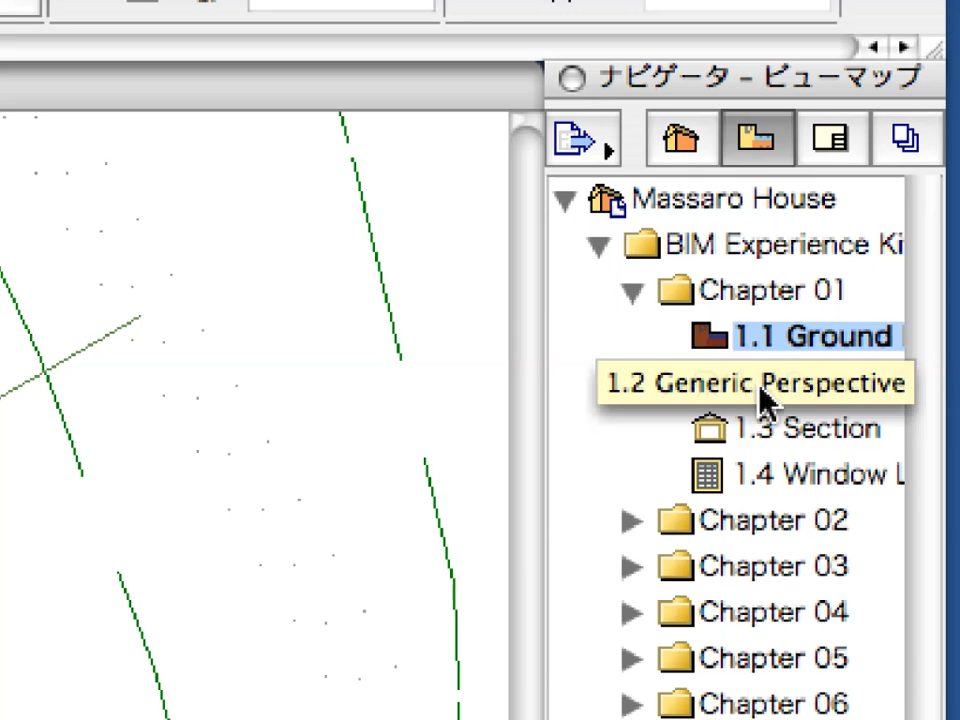 ナビゲータ – ビューマップ
Massaro House
BIM Experience Ki
Chapter 01
1.1 Ground
1.2 Generic Perspective
1.3 Section
1.4 Window L
Chapter 02
Chapter 03
Chapter 04
Chapter 05
Chapter 06